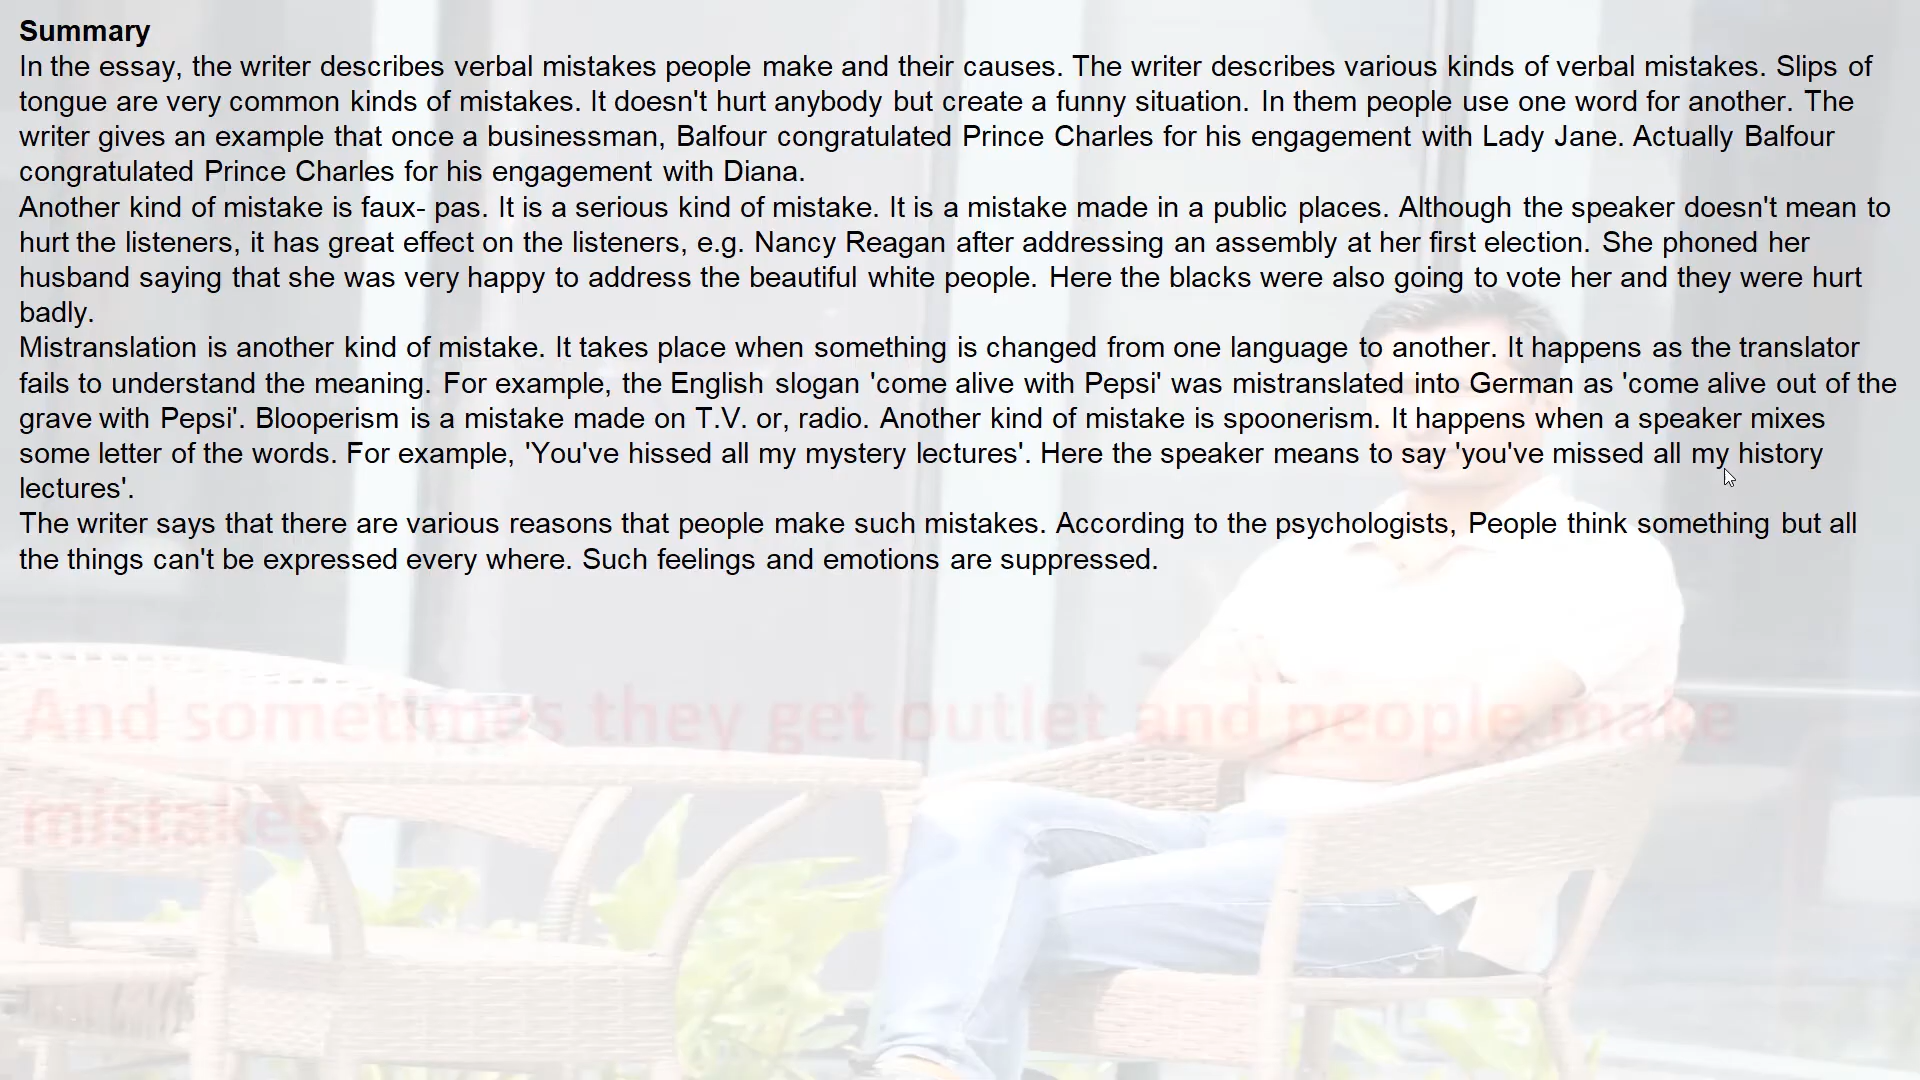 Summary
In the essay, the writer describes verbal mistakes people make and their causes. The writer describes various kinds of verbal mistakes. Slips of
tongue are very common kinds of mistakes. It doesn't hurt anybody but create a funny situation. In them people use one word for another. The
writer gives an example that once a businessman, Balfour congratulated Prince Charles for his engagement with Lady Jane. Actually Balfour
congratulated Prince Charles for his engagement with Diana.
Another kind of mistake is faux- pas. It is a serious kind of mistake. It is a mistake made in a public places. Although the speaker doesn't mean to
hurt the listeners, it has great effect on the listeners, e.g. Nancy Reagan after addressing an assembly at her first election. She phoned her
husband saying that she was very happy to address the beautiful white people. Here the blacks were also going to vote her and they were hurt
badly.
Mistranslation is another kind of mistake. It takes place when something is changed from one language to another. It happens as the translator
fails to understand the meaning. For example, the English slogan 'come alive with Pepsi' was mistranslated into German as 'come alive out of the
grave with Pepsi'. Blooperism is a mistake made on T.V. or, radio. Another kind of mistake is spoonerism. It happens when a speaker mixes
some letter of the words. For example, 'You've hissed all my mystery lectures'. Here the speaker means to say 'you've missed all my history
lectures'.
The writer says that there are various reasons that people make such mistakes. According to the psychologists, People think something but all
the things can't be expressed every where. Such feelings and emotions are suppressed.
And sometimes they get outlet and people make
mistakes